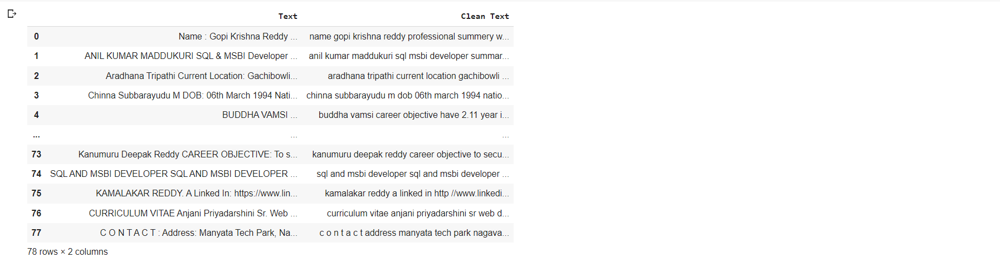 Text Clean Text
0 Name : Gopi Krishna Reddy ... name gopi krishna reddy professional summery w...
1 ANIL KUMAR MADDUKURI SQL & MSBI Developer ... anil kumar maddukuri sql msbi developer summar...
2 Aradhana Tripathi Current Location: Gachibowli... aradhana tripathi current location gachibowli ...
3 Chinna Subbarayudu M DOB: 06th March 1994 Nati... chinna subbarayudu m dob 06th march 1994 natio...
4 BUDDHA VAMSI ... buddha vamsi career objective have 2.11 year i...
... ... ...
73 Kanumuru Deepak Reddy CAREER OBJECTIVE: To s... kanumuru deepak reddy career objective to secu...
74 SQL AND MSBI DEVELOPER SQL AND MSBI DEVELOPER ... sql and msbi developer sql and msbi developer ...
75 KAMALAKAR REDDY. A Linked In: https://www.lin... kamalakar reddy a linked in http //www.linkedi...
76 CURRICULUM VITAE Anjani Priyadarshini Sr. Web ... curriculum vitae anjani priyadarshini sr web d...
77 C O N T A C T : Address: Manyata Tech Park, Na... c o n t a c t address manyata tech park nagava...
78 rows × 2 columns